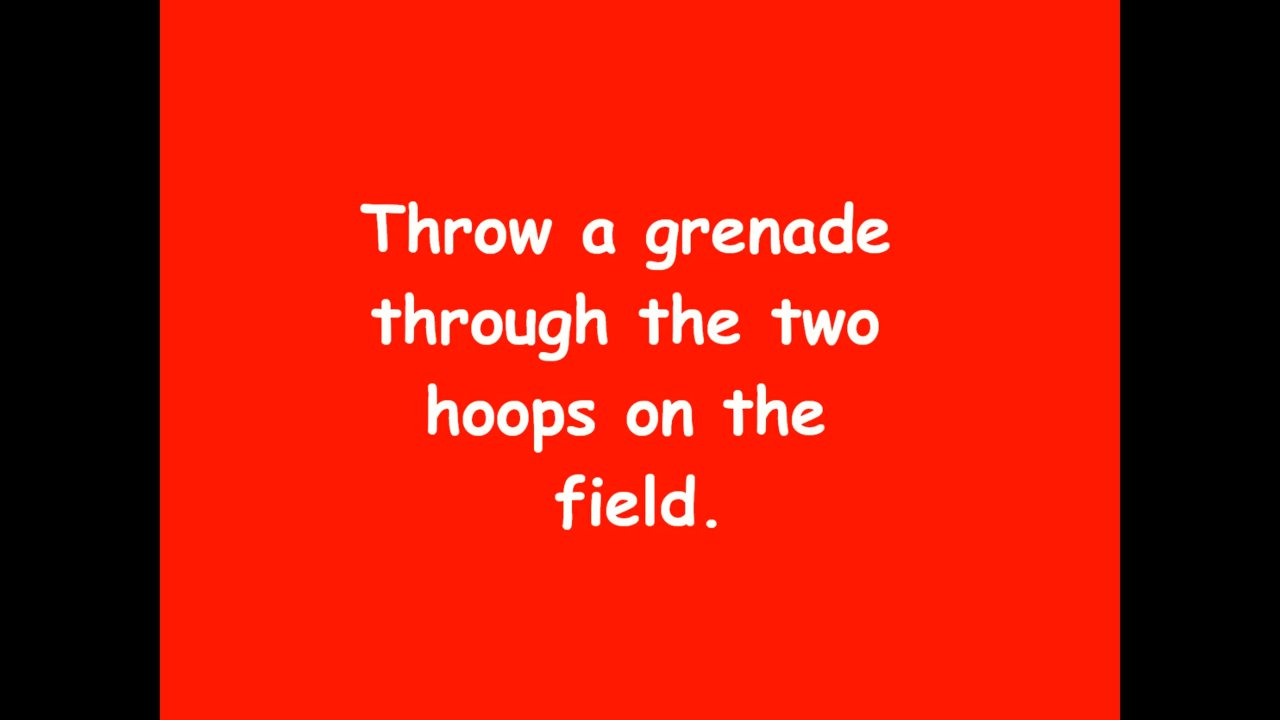 Throw a grenade
through the two
hoops on the
field.